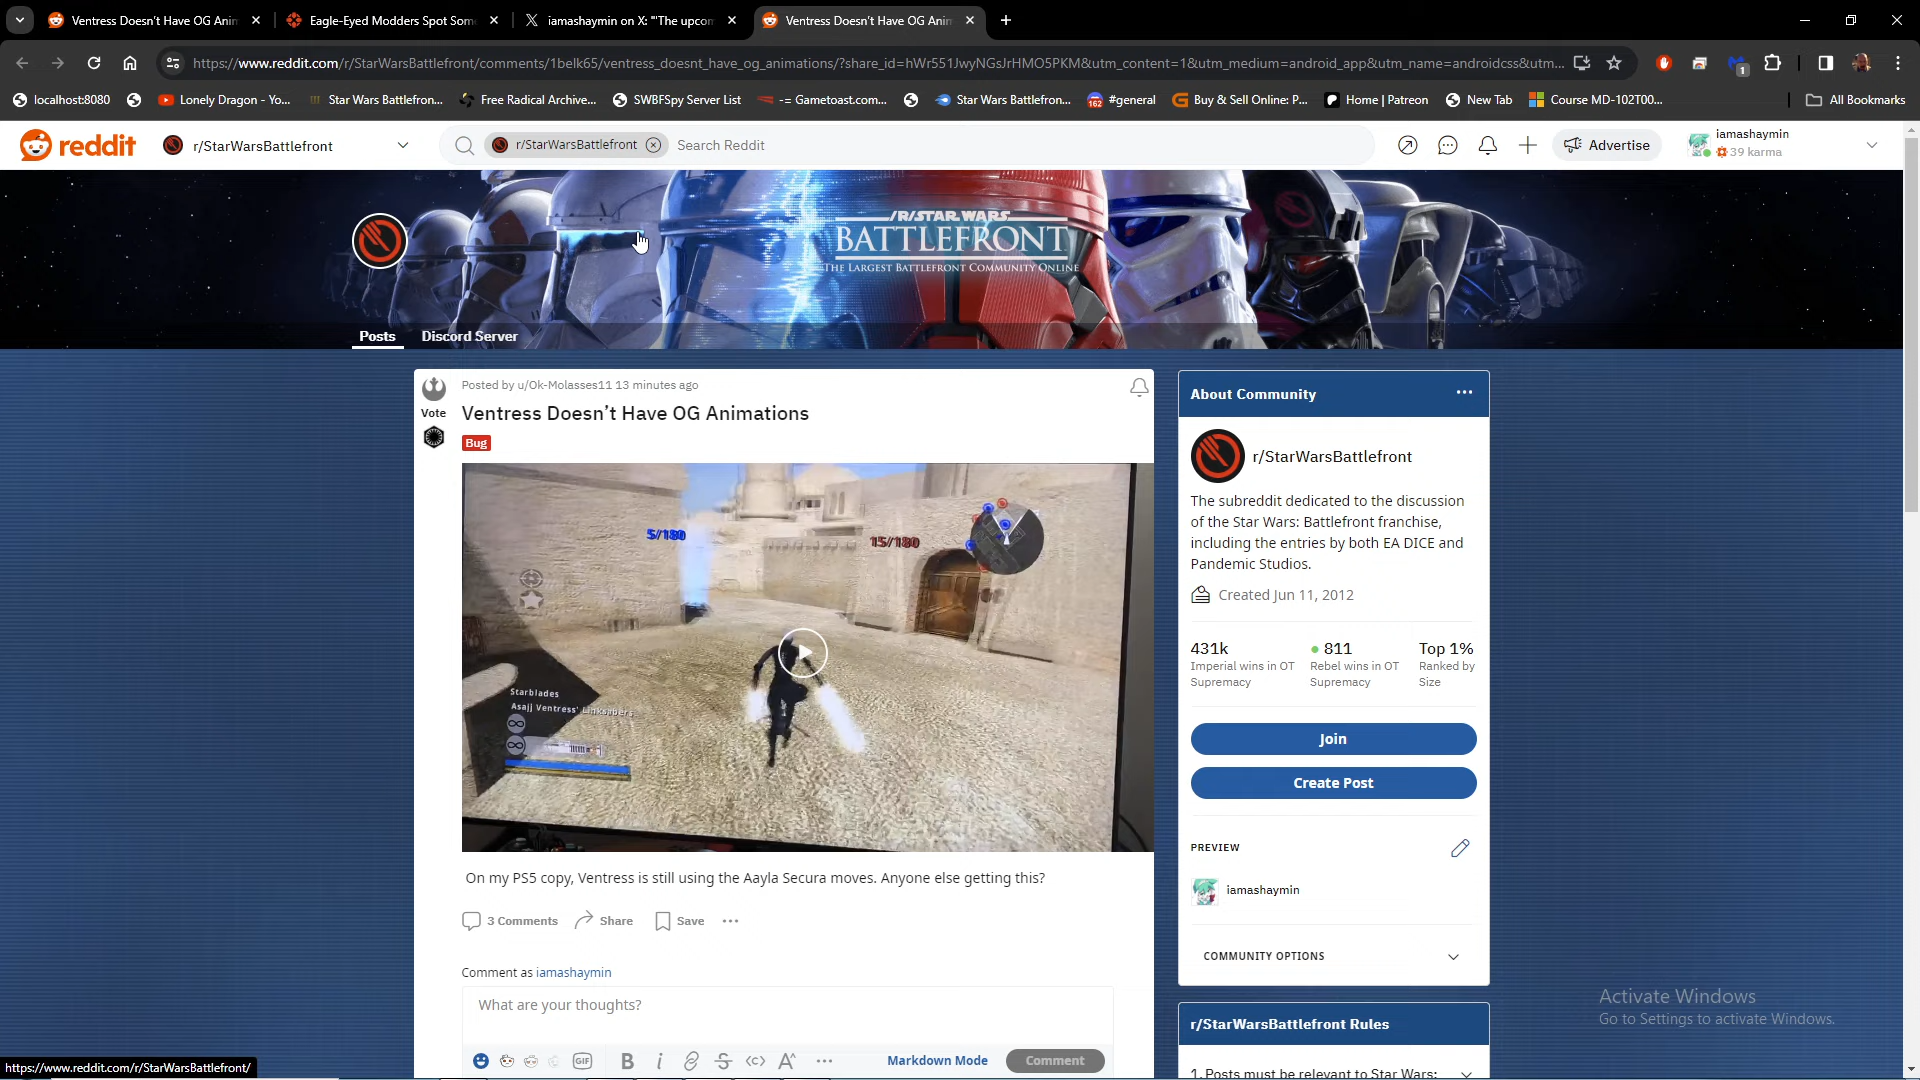 Ventress Doesn't Have OG Anim
Eagle-Eyed Modders Spot Som
iamashaymin on X: "'The upcom
Ventress Doesn't Have OG Anim
https://www.reddit.com/r/StarWarsBattlefront/comments/1belk65/ventress_doesnt_have_og_animations/?share_id=hWr551JwyNGsJrHMO5PKM&utm_content=1&utm_medium=android_app&utm_name=androidcss&utm...
1
localhost:8080
Lonely Dragon - Yo...
Star Wars Battlefron...
Free Radical Archive...
SWBFSpy Server List
-= Gametoast.com...
Star Wars Battlefron...
162
#general
Buy & Sell Online: P...
Home | Patreon
New Tab
Course MD-102T00...
All Bookmarks
reddit
r/StarWarsBattlefront
r/StarWarsBattlefront
Search Reddit
Advertise
iamashaymin
39 karma
/R/STAR WARS
BATTLEFRONT
THE LARGEST BATTLEFRONT COMMUNITY ONLINE
Posts
Discord Server
Posted by u/Ok-Molasses11 13 minutes ago
Vote
Ventress Doesn't Have OG Animations
Bug
5/180
15/180
Starblades
Asajj Ventress' Linksabers
On my PS5 copy, Ventress is still using the Aayla Secura moves. Anyone else getting this?
3 Comments
Share
Save
Comment as iamashaymin
What are your thoughts?
GIF
B
i
Markdown Mode
Comment
About Community
r/StarWarsBattlefront
The subreddit dedicated to the discussion
of the Star Wars: Battlefront franchise,
including the entries by both EA DICE and
Pandemic Studios.
Created Jun 11, 2012
431k
Imperial wins in OT
Supremacy
811
Rebel wins in OT
Supremacy
Top 1%
Ranked by
Size
Join
Create Post
PREVIEW
iamashaymin
COMMUNITY OPTIONS
r/StarWarsBattlefront Rules
1. Posts must be relevant to Star Wars:
Activate Windows
Go to Settings to activate Windows.
https://www.reddit.com/r/StarWarsBattlefront/